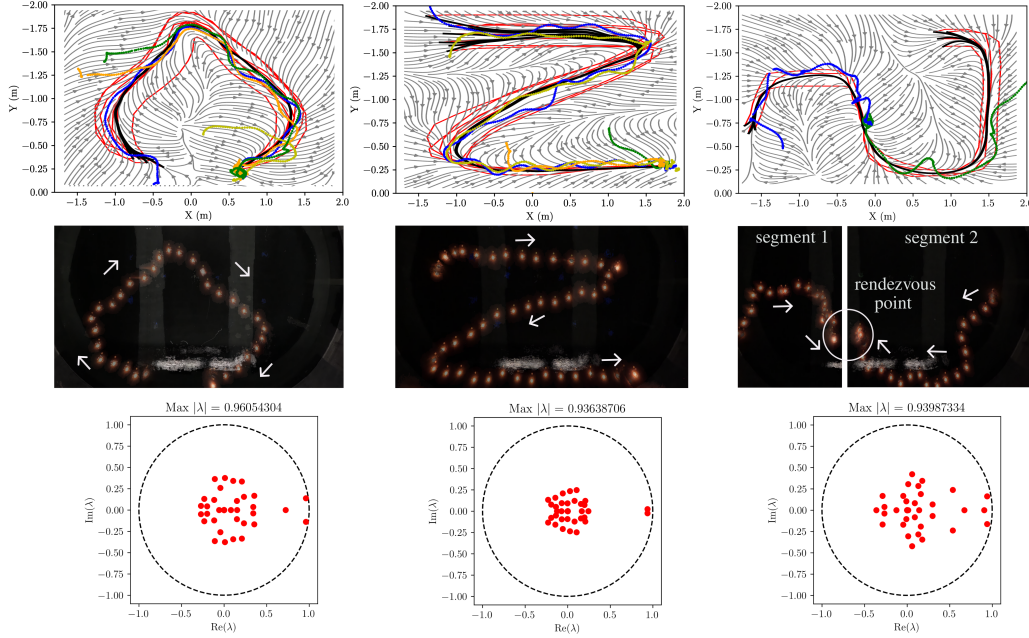 −2.00
−1.75
−1.50
−1.25
−1.00
−0.75
−0.50
−0.25
0.00
Y (m)
−1.5 −1.0 −0.5 0.0 0.5 1.0 1.5 2.0
X (m)
−2.00
−1.75
−1.50
−1.25
−1.00
−0.75
−0.50
−0.25
0.00
Y (m)
−1.5 −1.0 −0.5 0.0 0.5 1.0 1.5 2.0
X (m)
−2.00
−1.75
−1.50
−1.25
−1.00
−0.75
−0.50
−0.25
0.00
Y (m)
−1.5 −1.0 −0.5 0.0 0.5 1.0 1.5 2.0
X (m)
segment 1
segment 2
rendezvous
point
Max |λ| = 0.96054304
1.00
0.75
0.50
0.25
0.00
−0.25
−0.50
−0.75
−1.00
Im(λ)
−1.0 −0.5 0.0 0.5 1.0
Re(λ)
Max |λ| = 0.93638706
1.00
0.75
0.50
0.25
0.00
−0.25
−0.50
−0.75
−1.00
Im(λ)
−1.0 −0.5 0.0 0.5 1.0
Re(λ)
Max |λ| = 0.93987334
1.00
0.75
0.50
0.25
0.00
−0.25
−0.50
−0.75
−1.00
Im(λ)
−1.0 −0.5 0.0 0.5 1.0
Re(λ)